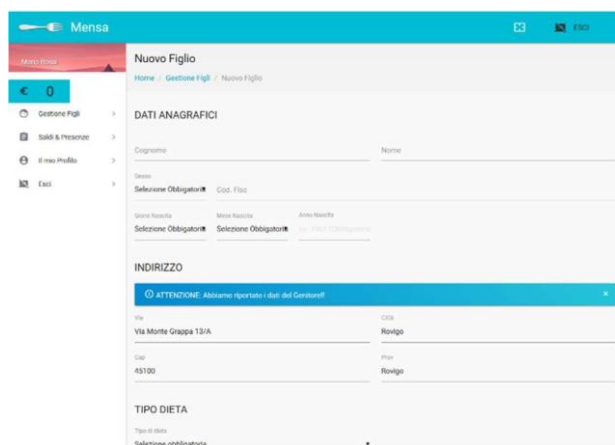 Mensa
ESCI
Mario Rossi
€ 0
Gestione Figli
Saldi & Presenze
Il mio Profilo
Esci
Nuovo Figlio
Home / Gestione Figli / Nuovo Figlio
DATI ANAGRAFICI
Cognome
Nome
Sesso
Selezione Obbligatoria
Cod. Fisc
Giorno Nascita
Mese Nascita
Anno Nascita
Selezione Obbligatoria
Selezione Obbligatoria
INDIRIZZO
ATTENZIONE: Abbiamo riportato i dati del Genitore!!
Via
Città
Via Monte Grappa 13/A
Rovigo
Cap
Prov
45100
Rovigo
TIPO DIETA
Tipo di dieta
Selezione obbligatoria